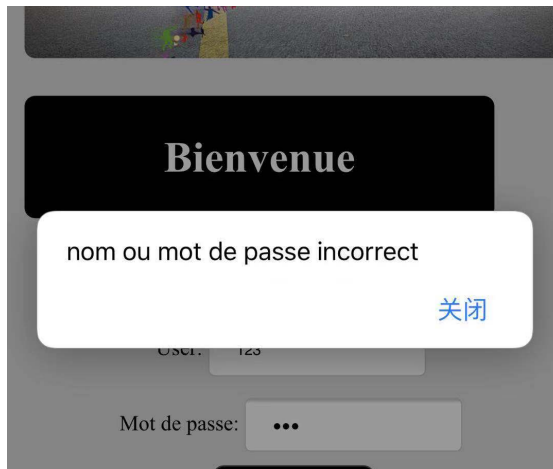 Bienvenue
nom ou mot de passe incorrect
关闭
User: 123
Mot de passe: •••